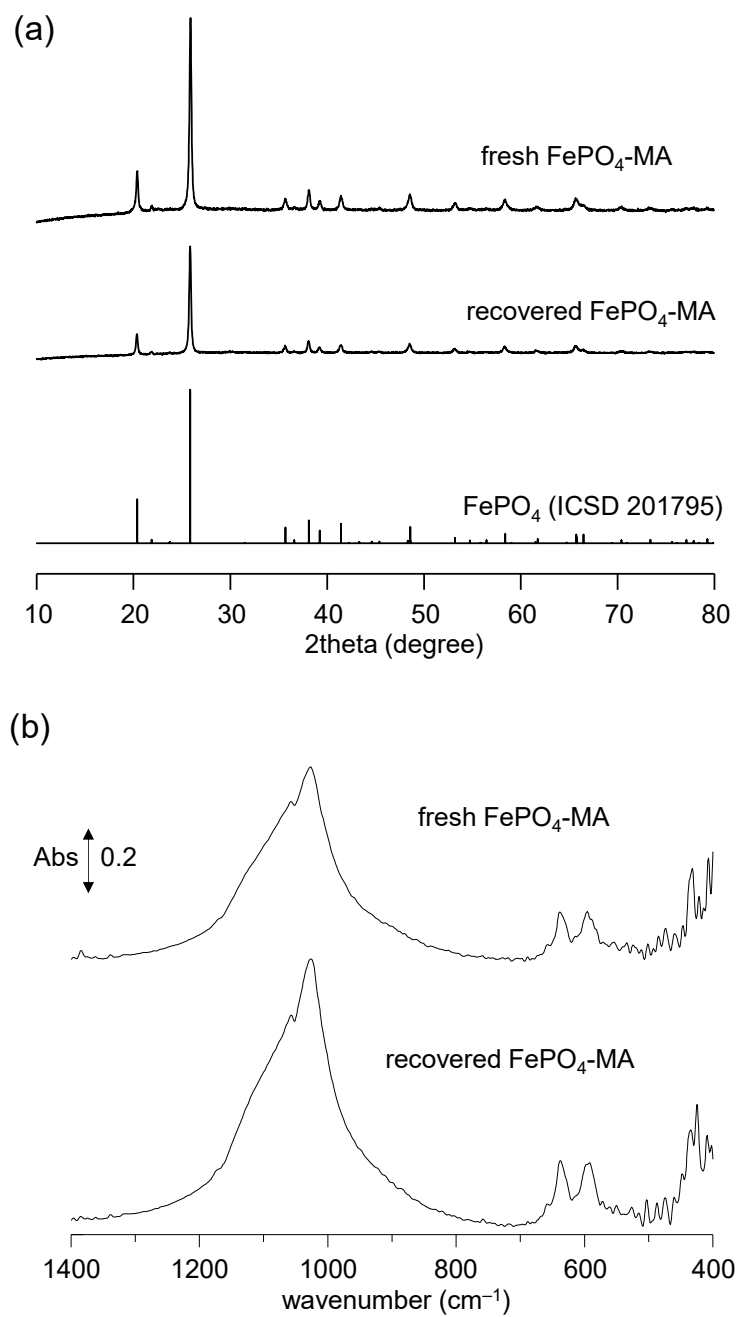 (a)
fresh FePO₄-MA
recovered FePO₄-MA
FePO₄ (ICSD 201795)
10 20 30 40 50 60 70 80
2theta (degree)
(b)
fresh FePO₄-MA
Abs 0.2
recovered FePO₄-MA
1400 1200 1000 800 600 400
wavenumber (cm⁻¹)